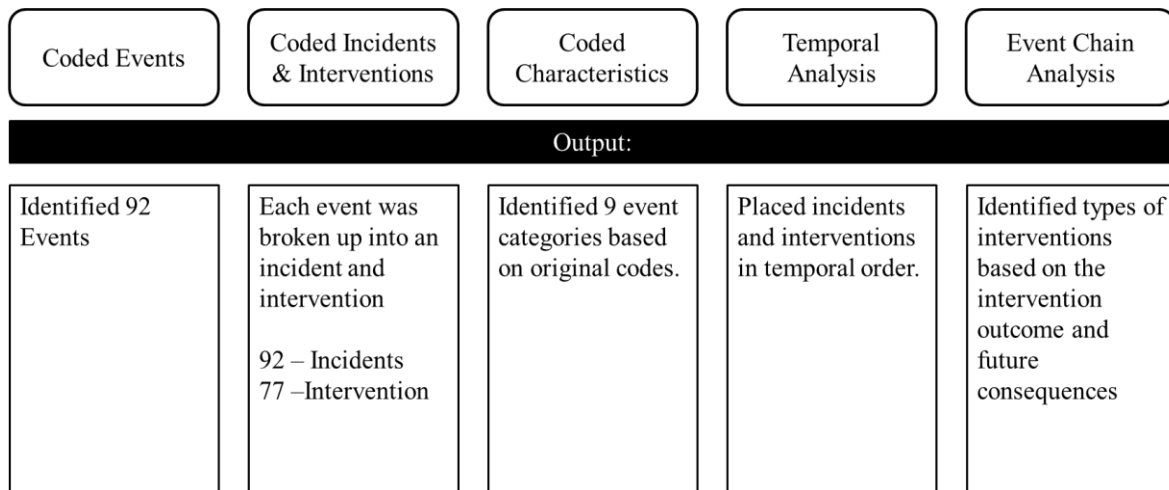 Coded Events
Coded Incidents
& Interventions
Coded
Characteristics
Temporal
Analysis
Event Chain
Analysis
Output:
Identified 92
Events
Each event was
broken up into an
incident and
intervention
92 – Incidents
77 –Intervention
Identified 9 event
categories based
on original codes.
Placed incidents
and interventions
in temporal order.
Identified types of
interventions
based on the
intervention
outcome and
future
consequences